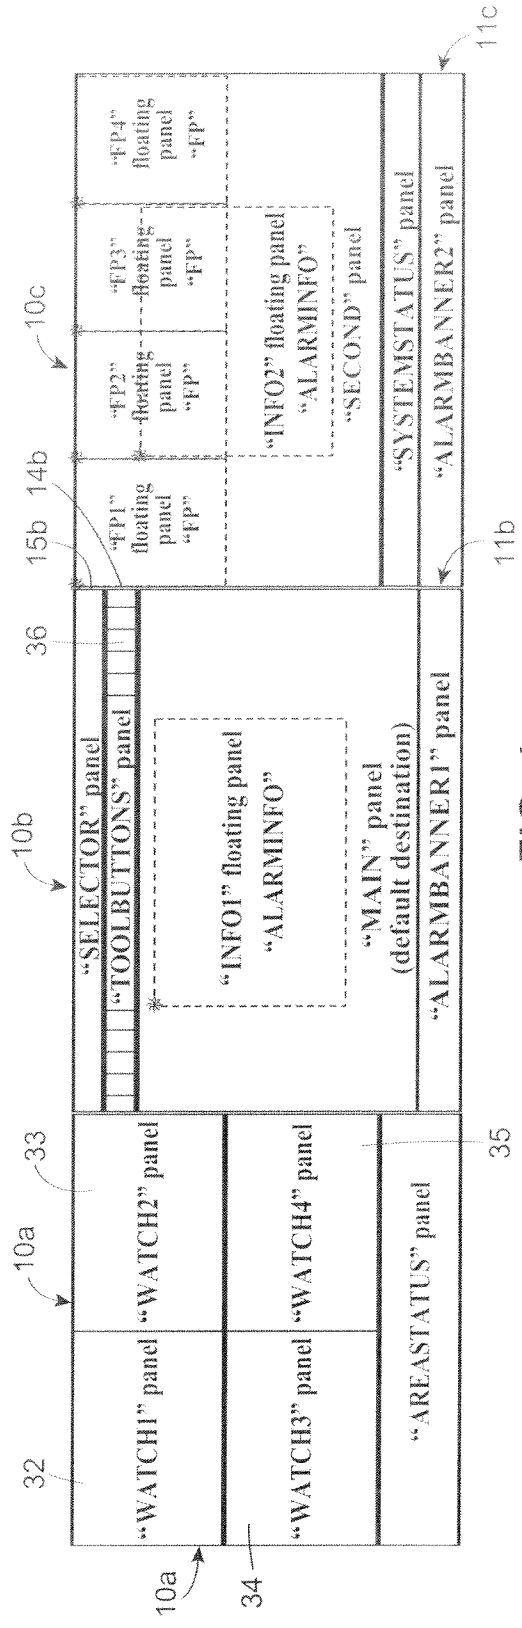 10a
10b
10c
32
33
36
15b
14b
"WATCH1" panel
"WATCH2" panel
"WATCH3" panel
"WATCH4" panel
"AREASTATUS" panel
10a
34
35
"SELECTOR" panel
"TOOLBUTTONS" panel
"INFO1" floating panel
"ALARMINFO"
"MAIN" panel
(default destination)
"ALARMBANNER1" panel
11b
"FP1"
floating
panel
"FP"
"FP2"
floating
panel
"FP"
"FP3"
floating
panel
"FP"
"FP4"
floating
panel
"FP"
"INFO2" floating panel
"ALARMINFO"
"SECOND" panel
"SYSTEMSTATUS" panel
"ALARMBANNER2" panel
11c